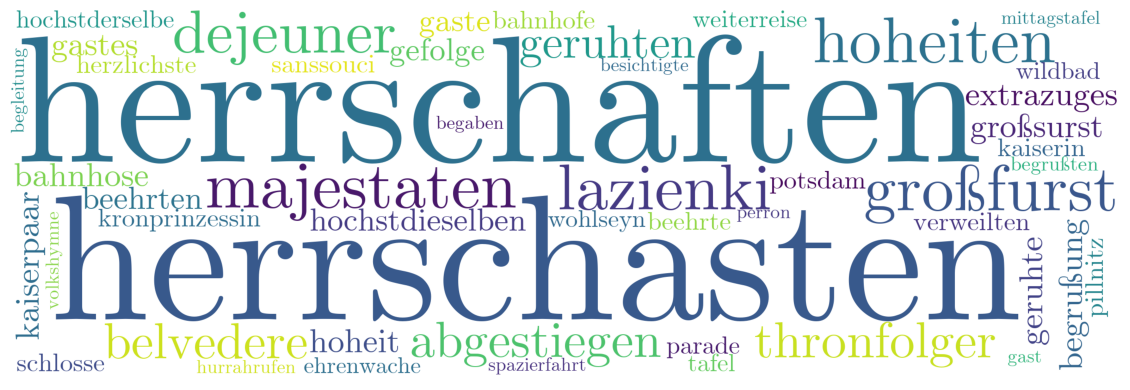 hochstderselbe
dejeuner
gaste
bahnhofe
weiterreise
mittagstafel
gastes
gefolge
geruhten
hoheiten
herzlichste
sanssouci
besichtigte
wildbad
begleitung
herrschaften
extrazuges
begaben
großsurst
kaiserin
begrußten
bahnhose
majestaten
lazienki
potsdam
großfurst
beehrten
kronprinzessin
hochstdieselben
wohlseyn
beehrte
perron
verweilten
kaiserpaar
volkshymne
herrschasten
geruhte
begrußung
pillnitz
belvedere
hoheit
abgestiegen
parade
thronfolger
schlosse
hurrahrufen
ehrenwache
spazierfahrt
tafel
gast